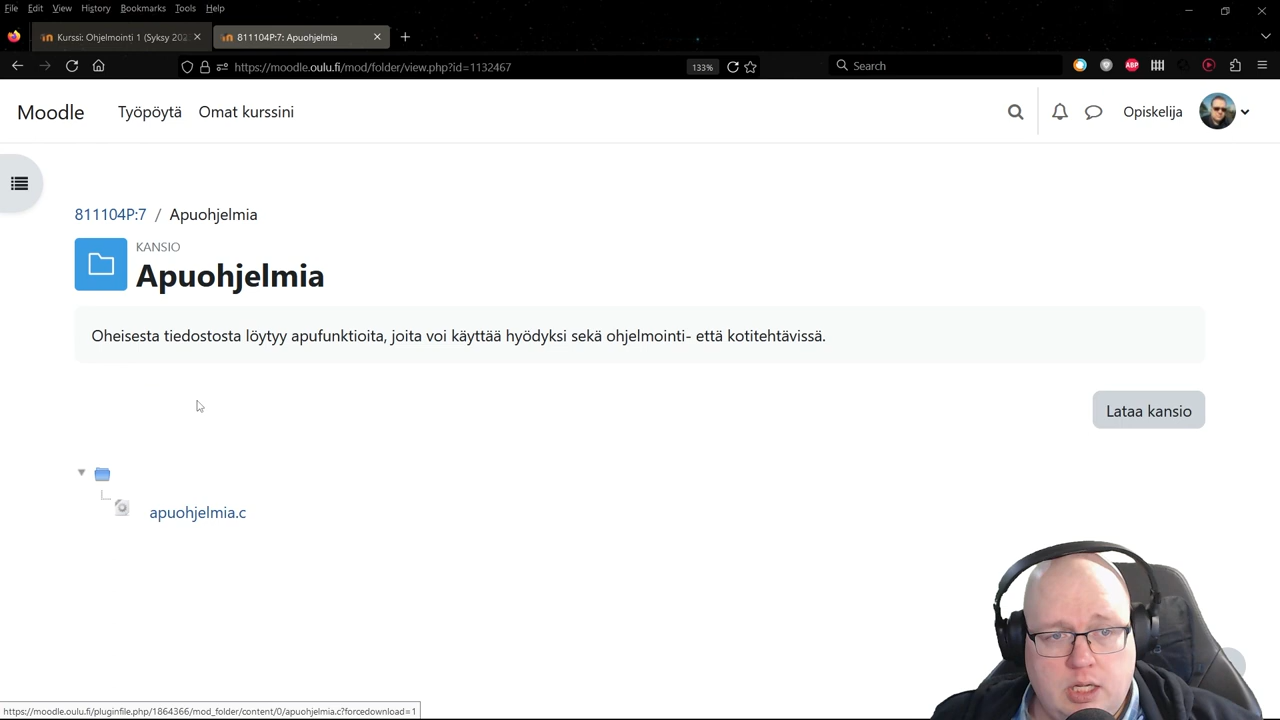 File Edit View History Bookmarks Tools Help
Kurssi: Ohjelmointi 1 (Syksy 202
811104P:7: Apuohjelmia
https://moodle.oulu.fi/mod/folder/view.php?id=1132467
133%
Search
ABP
Moodle
Työpöytä
Omat kurssini
Opiskelija
811104P:7 / Apuohjelmia
KANSIO
Apuohjelmia
Oheisesta tiedostosta löytyy apufunktioita, joita voi käyttää hyödyksi sekä ohjelmointi- että kotitehtävissä.
Lataa kansio
apuohjelmia.c
https://moodle.oulu.fi/pluginfile.php/1864366/mod_folder/content/0/apuohjelmia.c?forcedownload=1